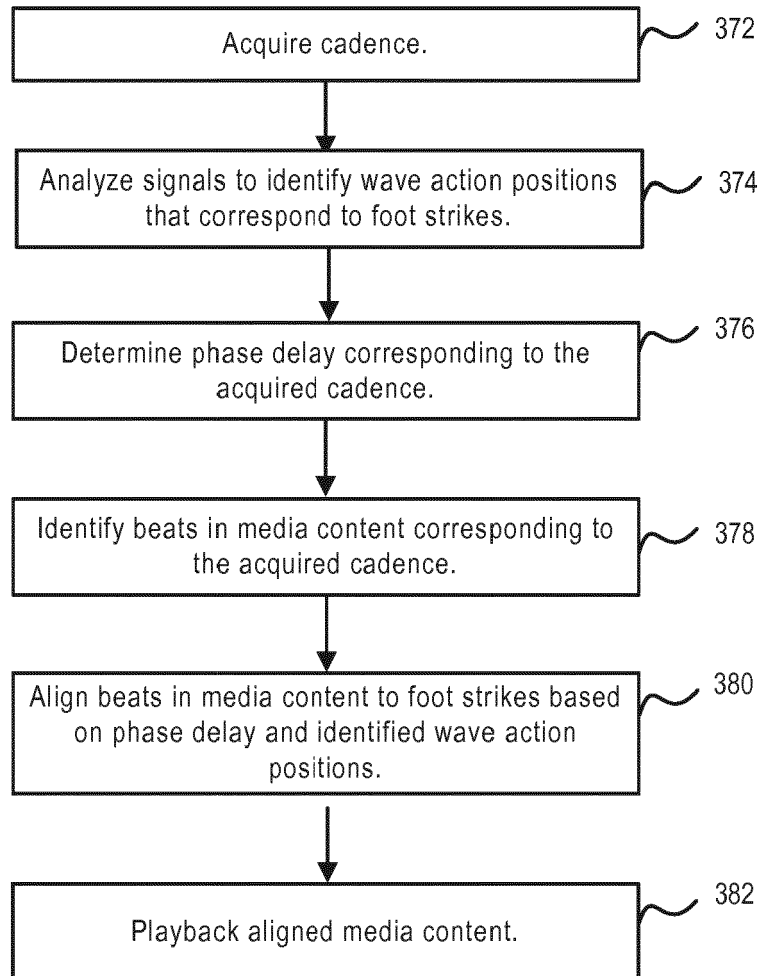 Acquire cadence.
372
Analyze signals to identify wave action positions
that correspond to foot strikes.
374
Determine phase delay corresponding to the
acquired cadence.
376
Identify beats in media content corresponding to
the acquired cadence.
378
Align beats in media content to foot strikes based
on phase delay and identified wave action
positions.
380
Playback aligned media content.
382